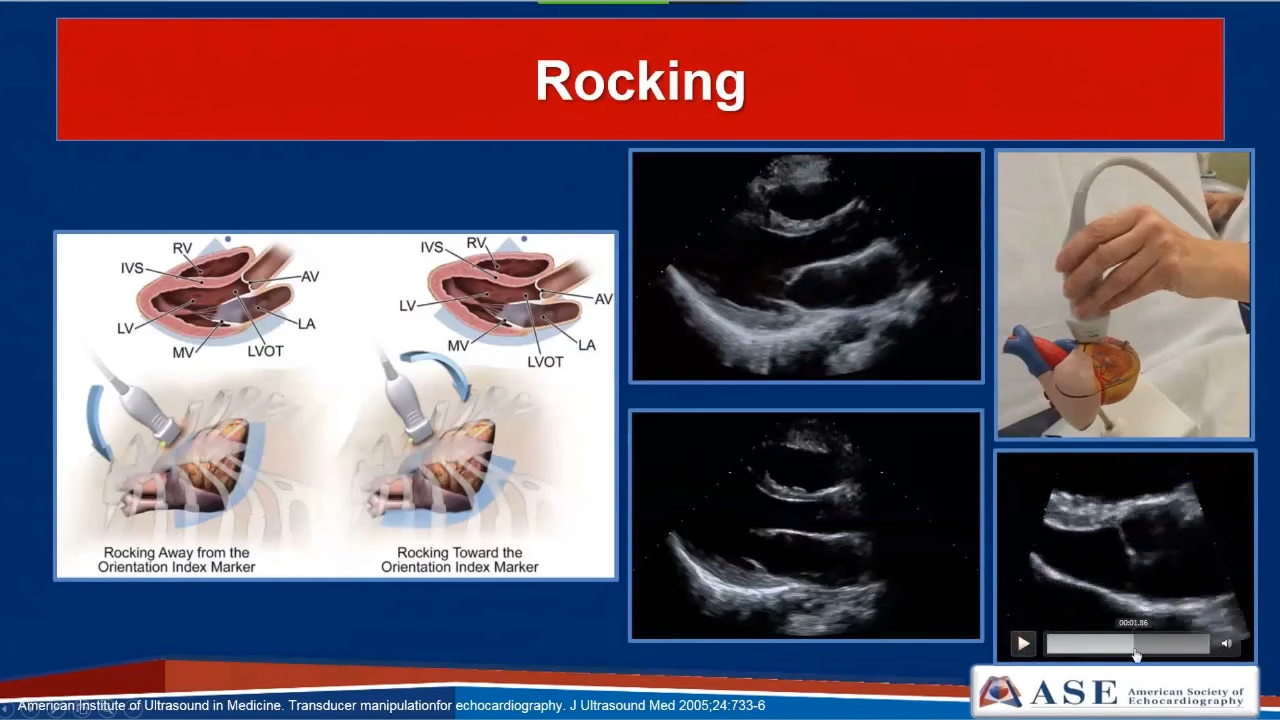 Rocking
RV
IVS
AV
LV
LA
MV
LVOT
IVS
RV
LV
AV
MV
LA
LVOT
Rocking Away from the
Orientation Index Marker
Rocking Toward the
Orientation Index Marker
00:01.86
ASE American Society of
Echocardiography
American Institute of Ultrasound in Medicine. Transducer manipulationfor echocardiography. J Ultrasound Med 2005;24:733-6